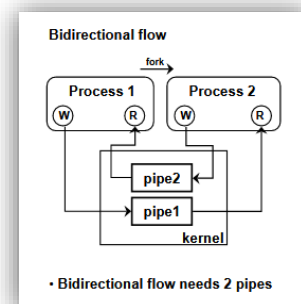 Bidirectional flow
fork
Process 1 Process 2
W R W R
pipe2
pipe1
kernel
• Bidirectional flow needs 2 pipes